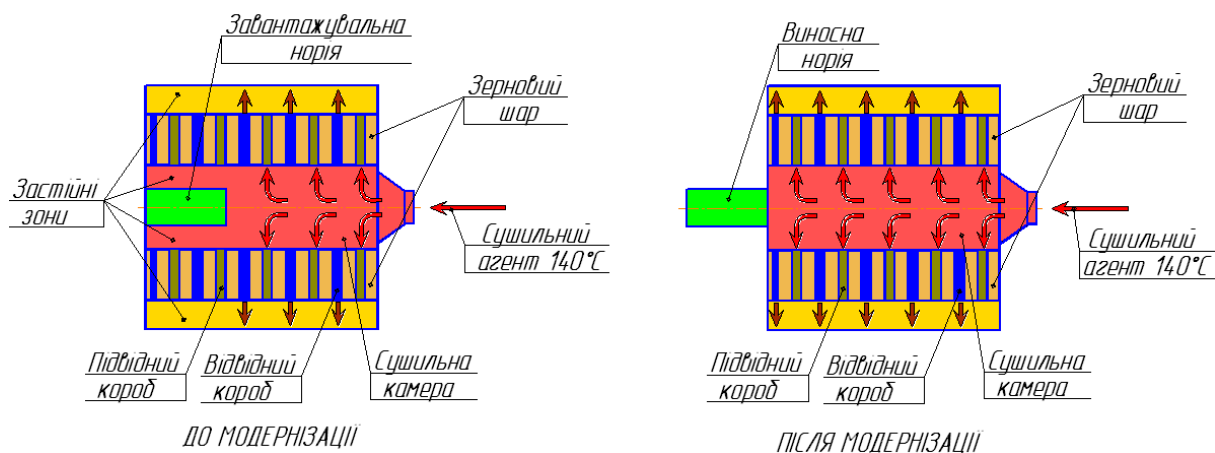 Завантажувальна
норія
Зерновий
шар
Застійні
зони
Сушильний
агент 140°C
Підвідний
короб
Відвідний
короб
Сушильна
камера
ДО МОДЕРНІЗАЦІЇ
Виносна
норія
Зерновий
шар
Сушильний
агент 140°C
Підвідний
короб
Відвідний
короб
Сушильна
камера
ПІСЛЯ МОДЕРНІЗАЦІЇ